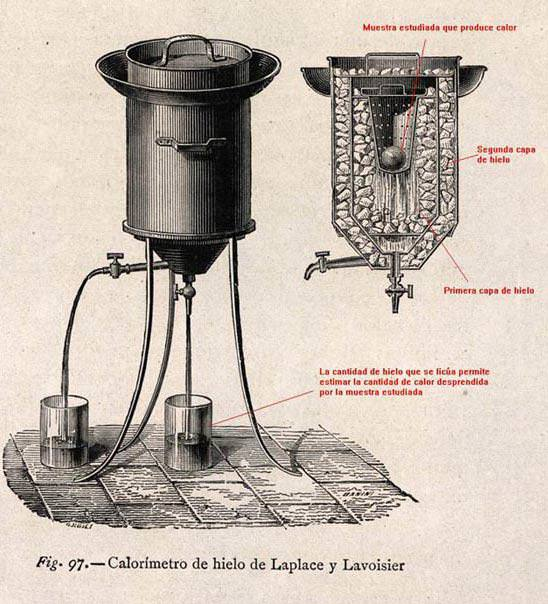 Muestra estudiada que produce calor
Segunda capa
de hielo
Primera capa de hielo
La cantidad de hielo que se licúa permite
estimar la cantidad de calor desprendida
por la muestra estudiada
Fig. 97.—Calorímetro de hielo de Laplace y Lavoisier